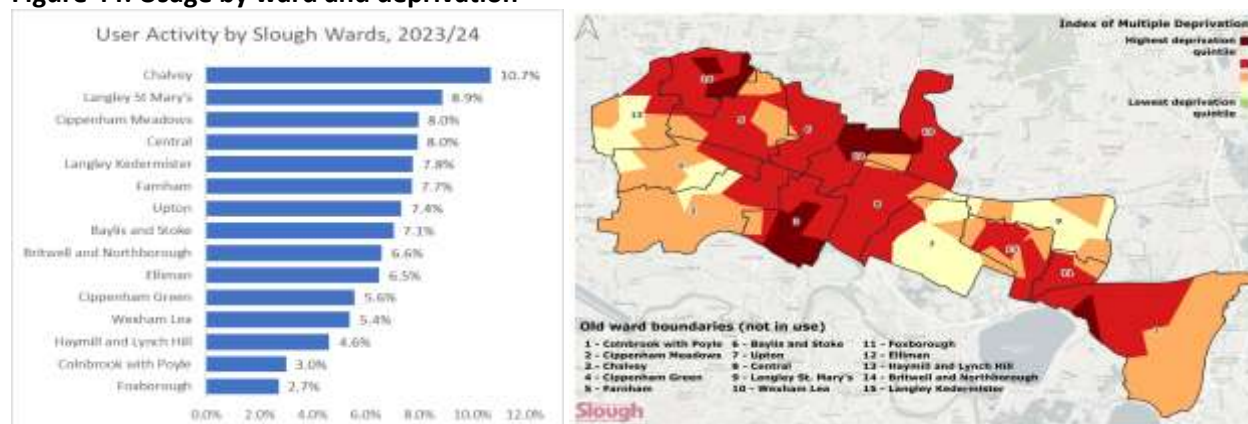 Figure 44: Usage by ward and deprivation
User Activity by Slough Wards, 2023/24
Chalvey 10.7%
Langley St Mary's 8.9%
Cippenham Meadows 8.0%
Central 8.0%
Langley Kedermister 7.8%
Farnham 7.7%
Upton 7.4%
Baylis and Stoke 7.1%
Britwell and Northborough 6.6%
Elliman 6.5%
Cippenham Green 5.6%
Wexham Lea 5.4%
Haymill and Lynch Hill 4.6%
Colnbrook with Poyle 3.0%
Foxborough 2.7%
0.0% 2.0% 4.0% 6.0% 8.0% 10.0% 12.0%
Index of Multiple Deprivation
Highest deprivation
quintile
Lowest deprivation
quintile
Old ward boundaries (not in use)
1 - Colnbrook with Poyle 6 - Baylis and Stoke 11 - Foxborough
2 - Cippenham Meadows 7 - Upton 12 - Elliman
3 - Chalvey 8 - Central 13 - Haymill and Lynch Hill
4 - Cippenham Green 9 - Langley St. Mary's 14 - Britwell and Northborough
5 - Farnham 10 - Wexham Lea 15 - Langley Kedermister
Slough